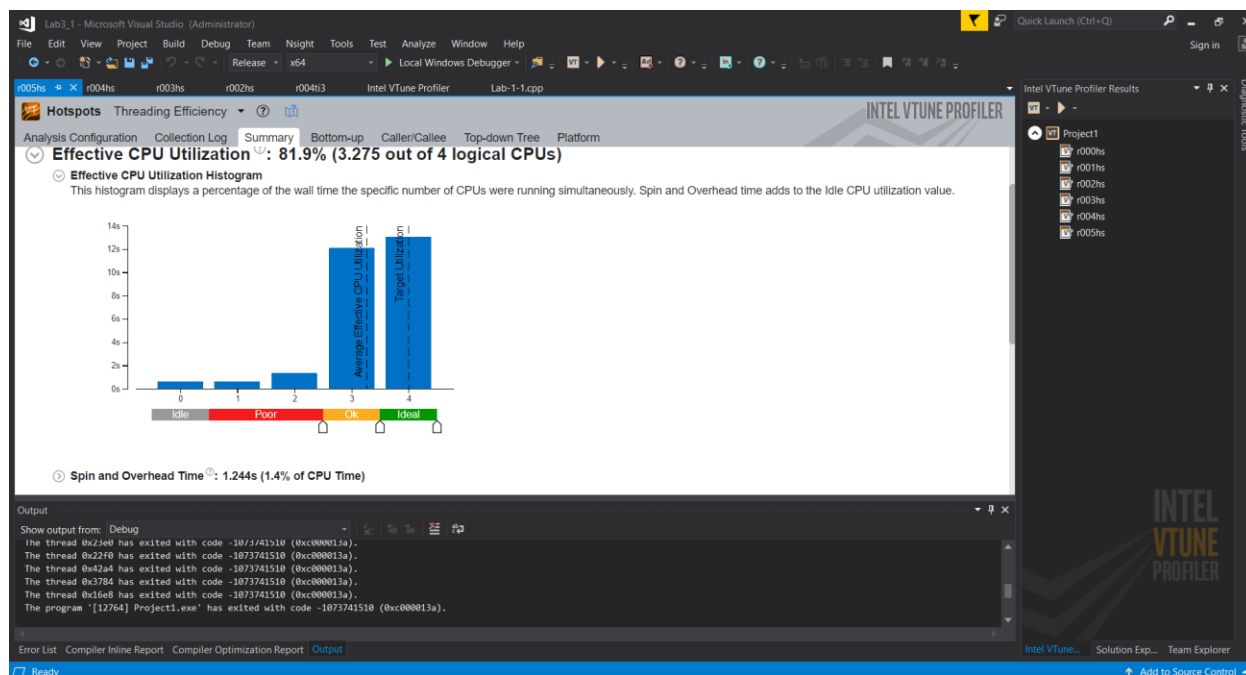 Lab3_1 - Microsoft Visual Studio (Administrator)
Quick Launch (Ctrl+Q)
File Edit View Project Build Debug Team Nsight Tools Test Analyze Window Help
Sign in
Release x64 Local Windows Debugger
r005hs r004hs r003hs r002hs r004ti3 Intel VTune Profiler Lab-1-1.cpp
Hotspots Threading Efficiency
INTEL VTUNE PROFILER
Analysis Configuration Collection Log Summary Bottom-up Caller/Callee Top-down Tree Platform
Effective CPU Utilization : 81.9% (3.275 out of 4 logical CPUs)
Effective CPU Utilization Histogram
This histogram displays a percentage of the wall time the specific number of CPUs were running simultaneously. Spin and Overhead time adds to the Idle CPU utilization value.
14s
12s
10s
8s
6s
4s
2s
0s
Average Effective CPU Utilization
Target Utilization
0 1 2 3 4
Idle Poor Ok Ideal
Spin and Overhead Time : 1.244s (1.4% of CPU Time)
Output
Show output from: Debug
The thread 0x23e0 has exited with code -1073741510 (0xc000013a).
The thread 0x22f0 has exited with code -1073741510 (0xc000013a).
The thread 0x42a4 has exited with code -1073741510 (0xc000013a).
The thread 0x3784 has exited with code -1073741510 (0xc000013a).
The thread 0x16e8 has exited with code -1073741510 (0xc000013a).
The program '[12764] Project1.exe' has exited with code -1073741510 (0xc000013a).
Error List Compiler Inline Report Compiler Optimization Report Output
Intel VTune Profiler Results
Project1
r000hs
r001hs
r002hs
r003hs
r004hs
r005hs
Diagnostic Tools
INTEL
VTUNE
PROFILER
Intel VTune... Solution Exp... Team Explorer
Ready
Add to Source Control